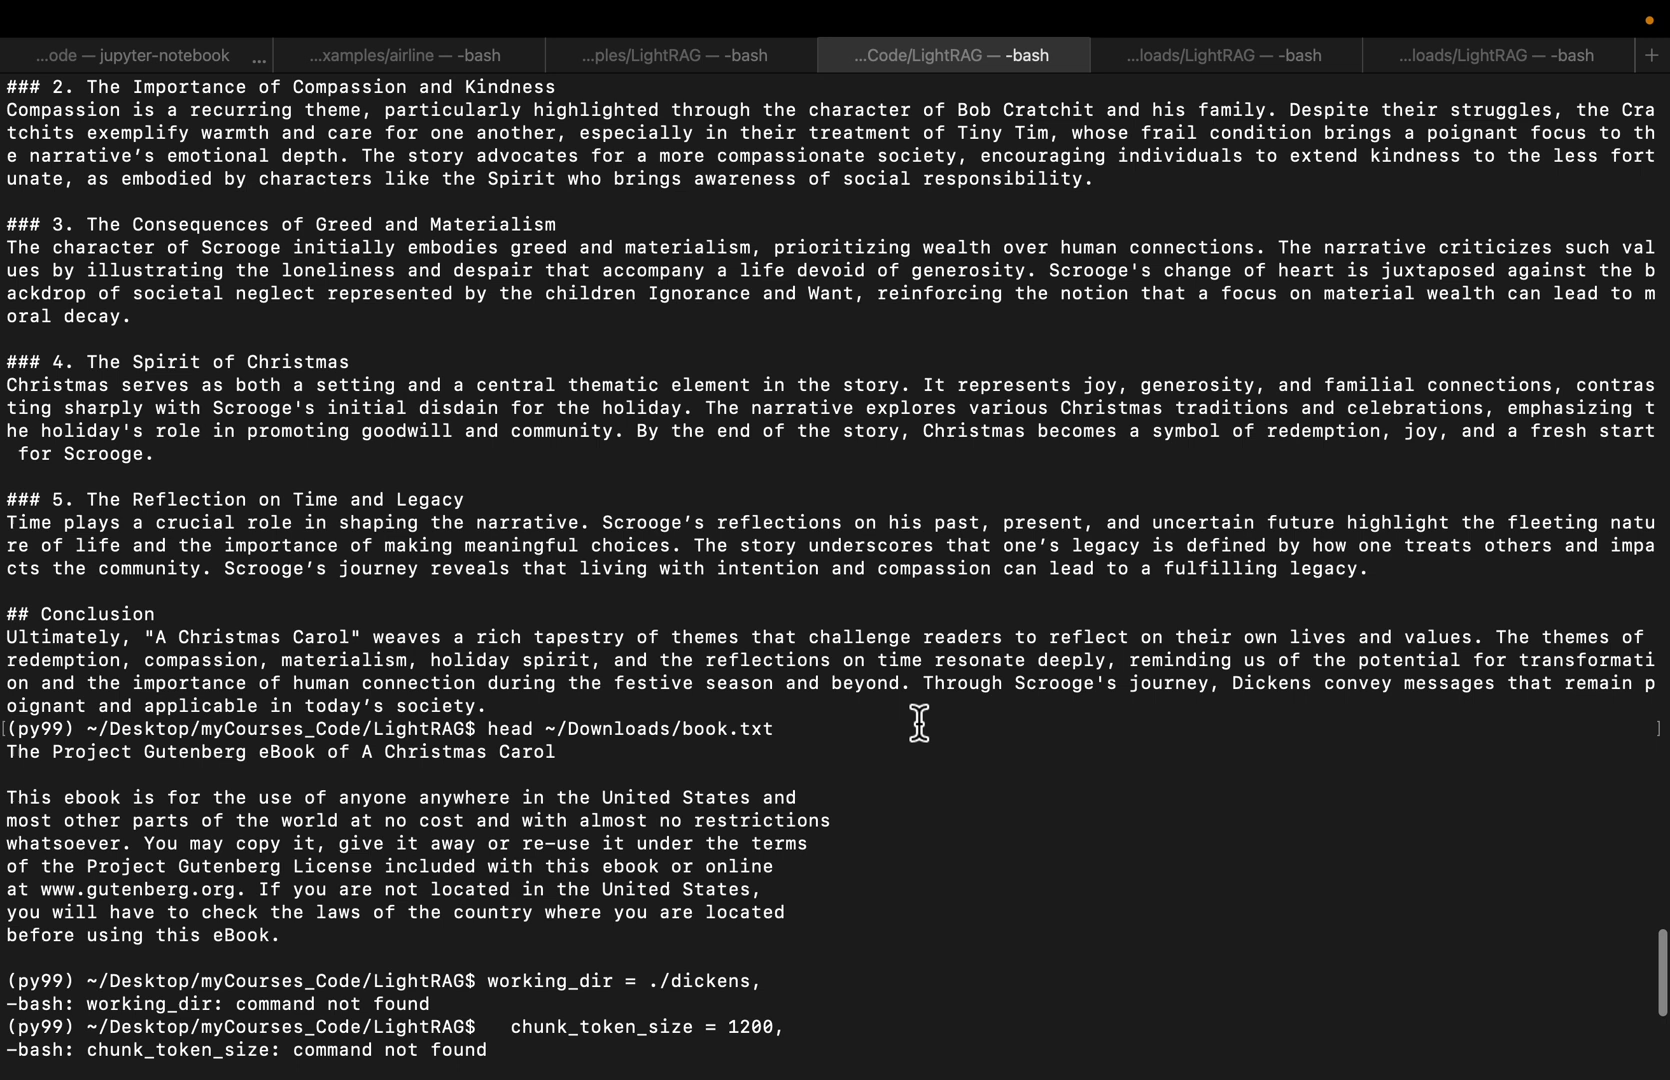 ...ode — jupyter-notebook ... ...xamples/airline — -bash ...ples/LightRAG — -bash ...Code/LightRAG — -bash ...loads/LightRAG — -bash ...loads/LightRAG — -bash +
### 2. The Importance of Compassion and Kindness
Compassion is a recurring theme, particularly highlighted through the character of Bob Cratchit and his family. Despite their struggles, the Cra
tchits exemplify warmth and care for one another, especially in their treatment of Tiny Tim, whose frail condition brings a poignant focus to th
e narrative’s emotional depth. The story advocates for a more compassionate society, encouraging individuals to extend kindness to the less fort
unate, as embodied by characters like the Spirit who brings awareness of social responsibility.
### 3. The Consequences of Greed and Materialism
The character of Scrooge initially embodies greed and materialism, prioritizing wealth over human connections. The narrative criticizes such val
ues by illustrating the loneliness and despair that accompany a life devoid of generosity. Scrooge's change of heart is juxtaposed against the b
ackdrop of societal neglect represented by the children Ignorance and Want, reinforcing the notion that a focus on material wealth can lead to m
oral decay.
### 4. The Spirit of Christmas
Christmas serves as both a setting and a central thematic element in the story. It represents joy, generosity, and familial connections, contras
ting sharply with Scrooge's initial disdain for the holiday. The narrative explores various Christmas traditions and celebrations, emphasizing t
he holiday's role in promoting goodwill and community. By the end of the story, Christmas becomes a symbol of redemption, joy, and a fresh start
 for Scrooge.
### 5. The Reflection on Time and Legacy
Time plays a crucial role in shaping the narrative. Scrooge’s reflections on his past, present, and uncertain future highlight the fleeting natu
re of life and the importance of making meaningful choices. The story underscores that one’s legacy is defined by how one treats others and impa
cts the community. Scrooge’s journey reveals that living with intention and compassion can lead to a fulfilling legacy.
## Conclusion
Ultimately, "A Christmas Carol" weaves a rich tapestry of themes that challenge readers to reflect on their own lives and values. The themes of
redemption, compassion, materialism, holiday spirit, and the reflections on time resonate deeply, reminding us of the potential for transformati
on and the importance of human connection during the festive season and beyond. Through Scrooge's journey, Dickens convey messages that remain p
oignant and applicable in today’s society.
[(py99) ~/Desktop/myCourses_Code/LightRAG$ head ~/Downloads/book.txt ]
The Project Gutenberg eBook of A Christmas Carol
This ebook is for the use of anyone anywhere in the United States and
most other parts of the world at no cost and with almost no restrictions
whatsoever. You may copy it, give it away or re-use it under the terms
of the Project Gutenberg License included with this ebook or online
at www.gutenberg.org. If you are not located in the United States,
you will have to check the laws of the country where you are located
before using this eBook.
(py99) ~/Desktop/myCourses_Code/LightRAG$ working_dir = ./dickens,
-bash: working_dir: command not found
(py99) ~/Desktop/myCourses_Code/LightRAG$   chunk_token_size = 1200,
-bash: chunk_token_size: command not found